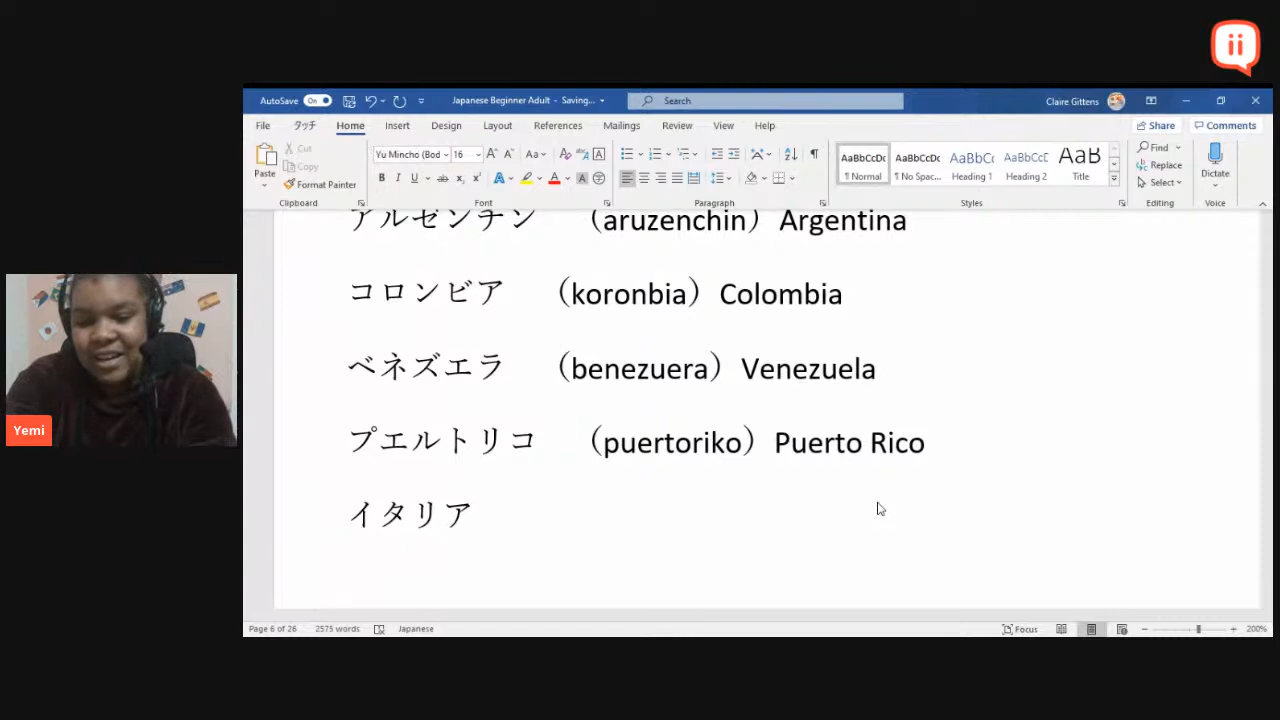 ii
AutoSave On Japanese Beginner Adult - Saving... Search Claire Gittens
File タッチ Home Insert Design Layout References Mailings Review View Help Share Comments
Paste Cut Copy Format Painter
Yu Mincho (Bod 16
AaBbCcDc ¶ Normal
AaBbCcDc ¶ No Spac...
AaBbCc Heading 1
AaBbCcD Heading 2
AaB Title
Find Replace Select
Dictate
Clipboard Font Paragraph Styles Editing Voice
アルゼンチン (aruzenchin) Argentina
コロンビア (koronbia) Colombia
ベネズエラ (benezuera) Venezuela
プエルトリコ (puertoriko) Puerto Rico
イタリア
Yemi
Page 6 of 26 2575 words Japanese Focus 200%